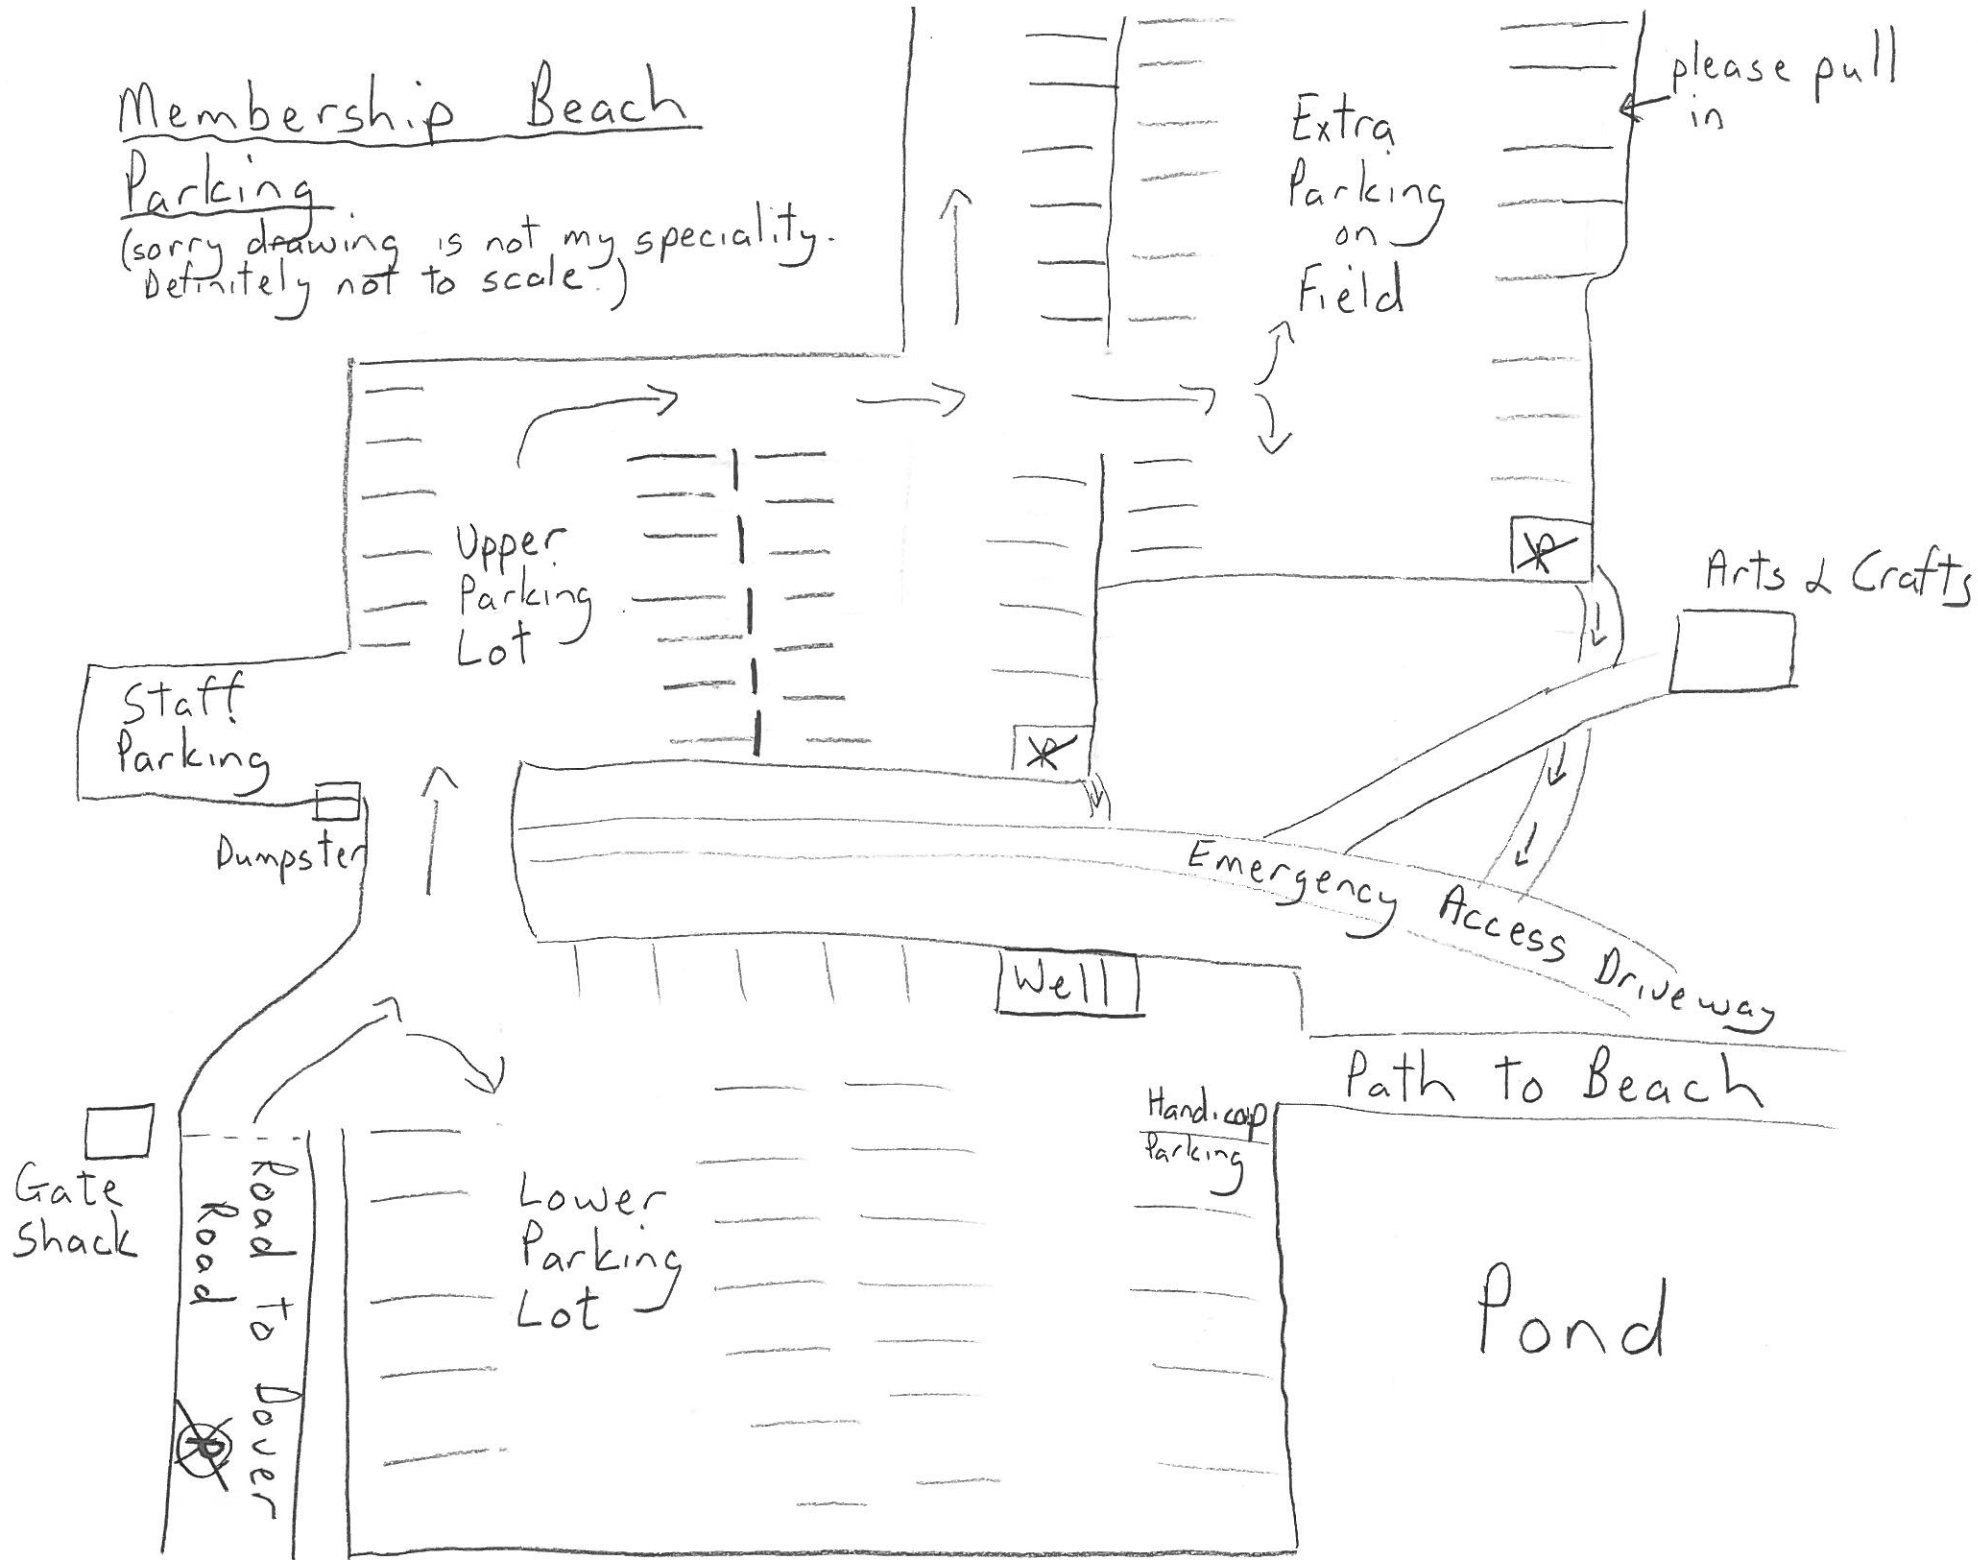 Membership Beach
Parking
(sorry drawing is not my speciality.
Definitely not to scale.)
please pull
in
Extra
Parking
on
Field
Upper
Parking
Lot
Staff
Parking
Dumpster
P
P
Arts & Crafts
Emergency Access Driveway
Well
Path to Beach
Handicap
Parking
Gate
Shack
Road to Dover
Road
P
Lower
Parking
Lot
Pond